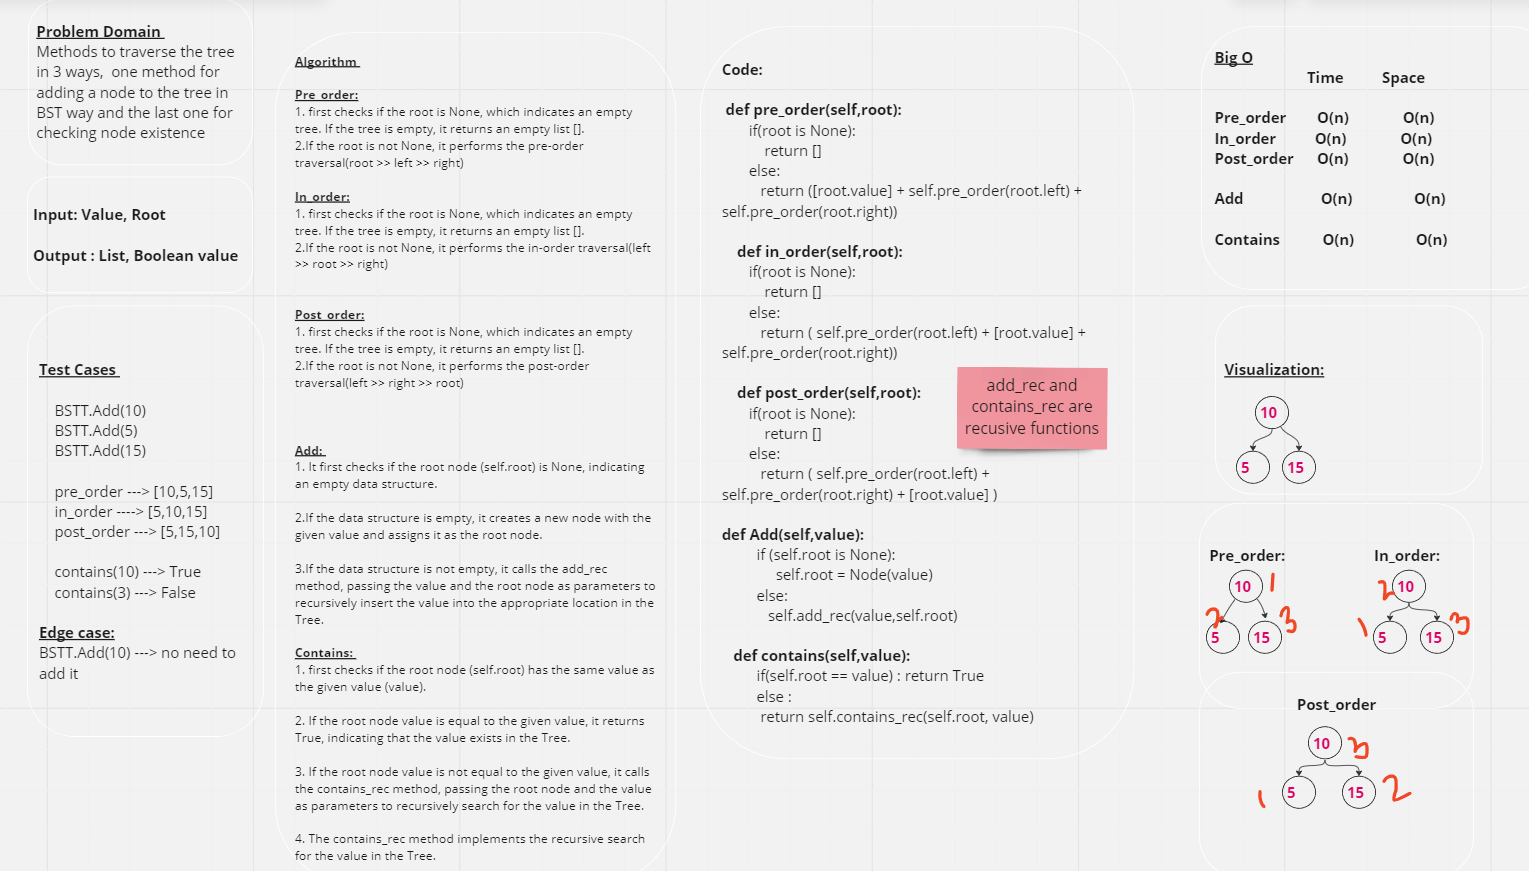 Problem Domain
Methods to traverse the tree
in 3 ways,  one method for
adding a node to the tree in
BST way and the last one for
checking node existence
Input: Value, Root
Output : List, Boolean value
Test Cases
BSTT.Add(10)
BSTT.Add(5)
BSTT.Add(15)
pre_order ---> [10,5,15]
in_order ----> [5,10,15]
post_order ---> [5,15,10]
contains(10) ---> True
contains(3) ---> False
Edge case:
BSTT.Add(10) ---> no need to
add it
Algorithm
Pre_order:
1. first checks if the root is None, which indicates an empty
tree. If the tree is empty, it returns an empty list [].
2.If the root is not None, it performs the pre-order
traversal(root >> left >> right)
In_order:
1. first checks if the root is None, which indicates an empty
tree. If the tree is empty, it returns an empty list [].
2.If the root is not None, it performs the in-order traversal(left
>> root >> right)
Post_order:
1. first checks if the root is None, which indicates an empty
tree. If the tree is empty, it returns an empty list [].
2.If the root is not None, it performs the post-order
traversal(left >> right >> root)
Add:
1. It first checks if the root node (self.root) is None, indicating
an empty data structure.
2.If the data structure is empty, it creates a new node with the
given value and assigns it as the root node.
3.If the data structure is not empty, it calls the add_rec
method, passing the value and the root node as parameters to
recursively insert the value into the appropriate location in the
Tree.
Contains:
1. first checks if the root node (self.root) has the same value as
the given value (value).
2. If the root node value is equal to the given value, it returns
True, indicating that the value exists in the Tree.
3. If the root node value is not equal to the given value, it calls
the contains_rec method, passing the root node and the value
as parameters to recursively search for the value in the Tree.
4. The contains_rec method implements the recursive search
for the value in the Tree.
Code:
def pre_order(self,root):
if(root is None):
return []
else:
return ([root.value] + self.pre_order(root.left) +
self.pre_order(root.right))
def in_order(self,root):
if(root is None):
return []
else:
return ( self.pre_order(root.left) + [root.value] +
self.pre_order(root.right))
def post_order(self,root):
if(root is None):
return []
else:
return ( self.pre_order(root.left) +
self.pre_order(root.right) + [root.value] )
add_rec and
contains_rec are
recusive functions
def Add(self,value):
if (self.root is None):
self.root = Node(value)
else:
self.add_rec(value,self.root)
def contains(self,value):
if(self.root == value) : return True
else :
return self.contains_rec(self.root, value)
Big O
Time Space
Pre_order O(n) O(n)
In_order O(n) O(n)
Post_order O(n) O(n)
Add O(n) O(n)
Contains O(n) O(n)
Visualization:
10
5 15
Pre_order:
10 1
2 3
5 15
In_order:
2 10
1 5 15 3
Post_order
10 3
1 5 15 2